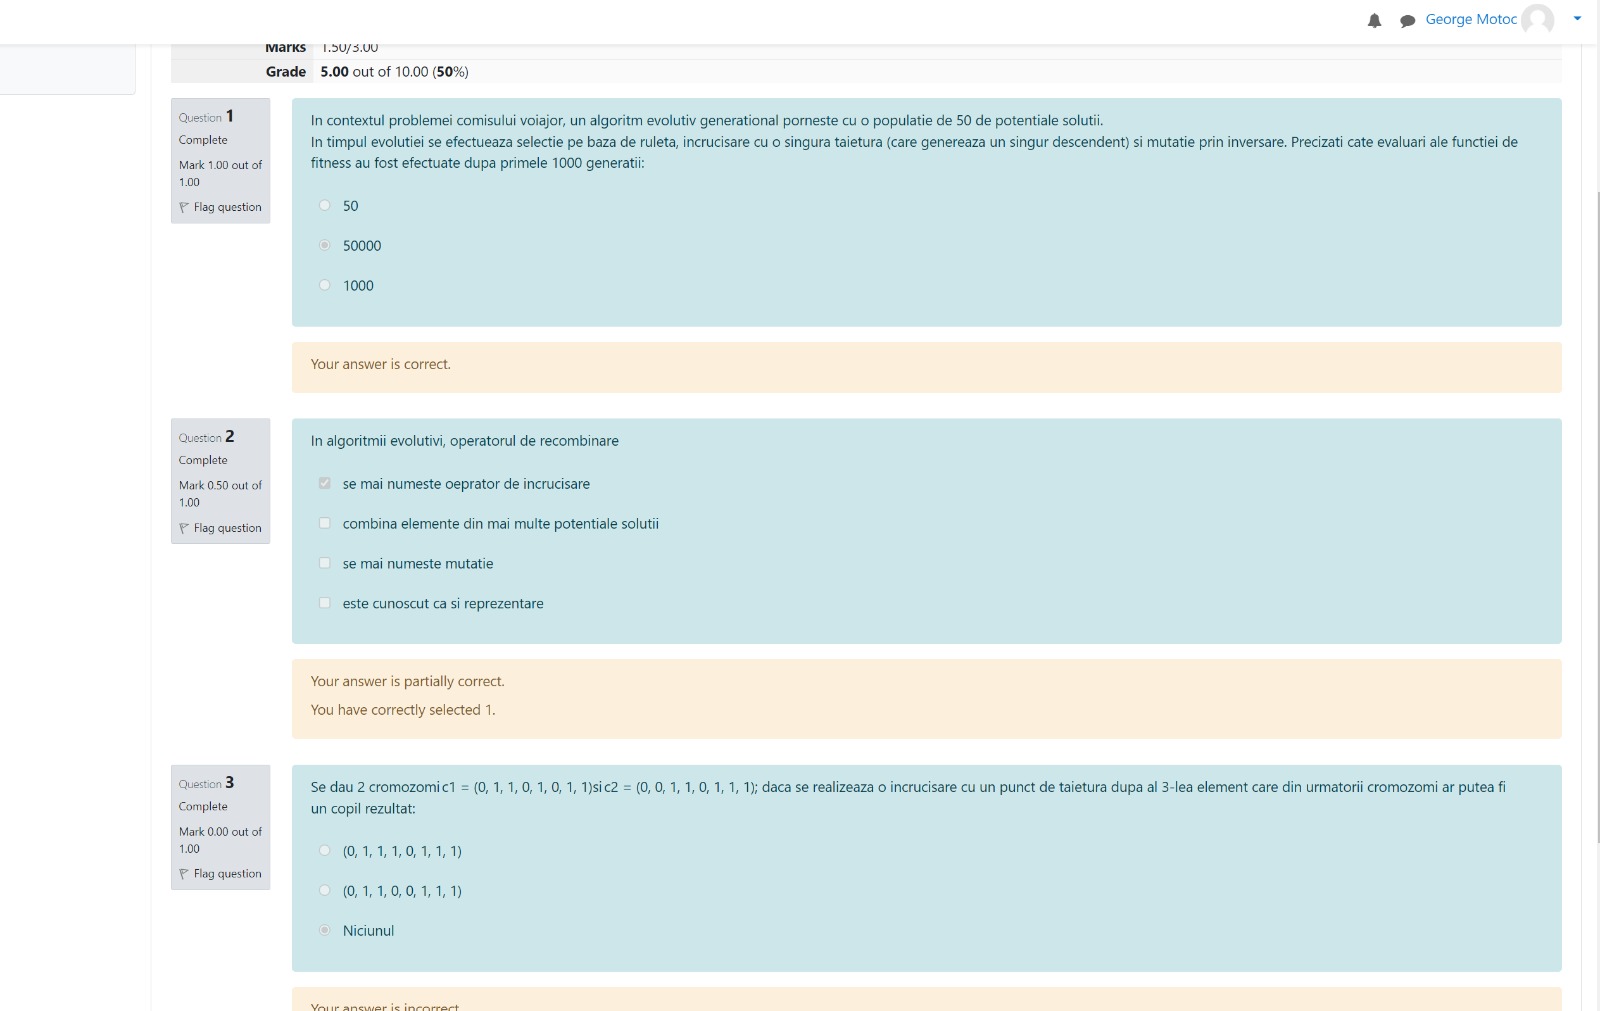 George Motoc
Marks 1.50/3.00
Grade 5.00 out of 10.00 (50%)
Question 1
Complete
Mark 1.00 out of
1.00
Flag question
In contextul problemei comisului voiajor, un algoritm evolutiv generational porneste cu o populatie de 50 de potentiale solutii.
In timpul evolutiei se efectueaza selectie pe baza de ruleta, incrucisare cu o singura taietura (care genereaza un singur descendent) si mutatie prin inversare. Precizati cate evaluari ale functiei de
fitness au fost efectuate dupa primele 1000 generatii:
50
50000
1000
Your answer is correct.
Question 2
Complete
Mark 0.50 out of
1.00
Flag question
In algoritmii evolutivi, operatorul de recombinare
se mai numeste oeprator de incrucisare
combina elemente din mai multe potentiale solutii
se mai numeste mutatie
este cunoscut ca si reprezentare
Your answer is partially correct.
You have correctly selected 1.
Question 3
Complete
Mark 0.00 out of
1.00
Flag question
Se dau 2 cromozomi c1 = (0, 1, 1, 0, 1, 0, 1, 1)si c2 = (0, 0, 1, 1, 0, 1, 1, 1); daca se realizeaza o incrucisare cu un punct de taietura dupa al 3-lea element care din urmatorii cromozomi ar putea fi
un copil rezultat:
(0, 1, 1, 1, 0, 1, 1, 1)
(0, 1, 1, 0, 0, 1, 1, 1)
Niciunul
Your answer is incorrect.